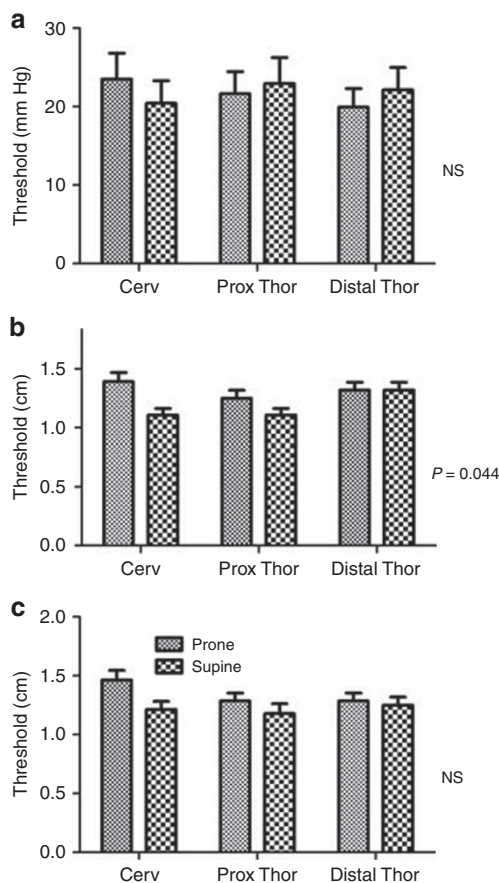 a
Threshold (mm Hg)
30
20
10
0
Cerv Prox Thor Distal Thor
NS
b
Threshold (cm)
1.5
1.0
0.5
0.0
Cerv Prox Thor Distal Thor
P = 0.044
c
Threshold (cm)
2.0
1.5
1.0
0.5
0.0
Prone
Supine
Cerv Prox Thor Distal Thor
NS